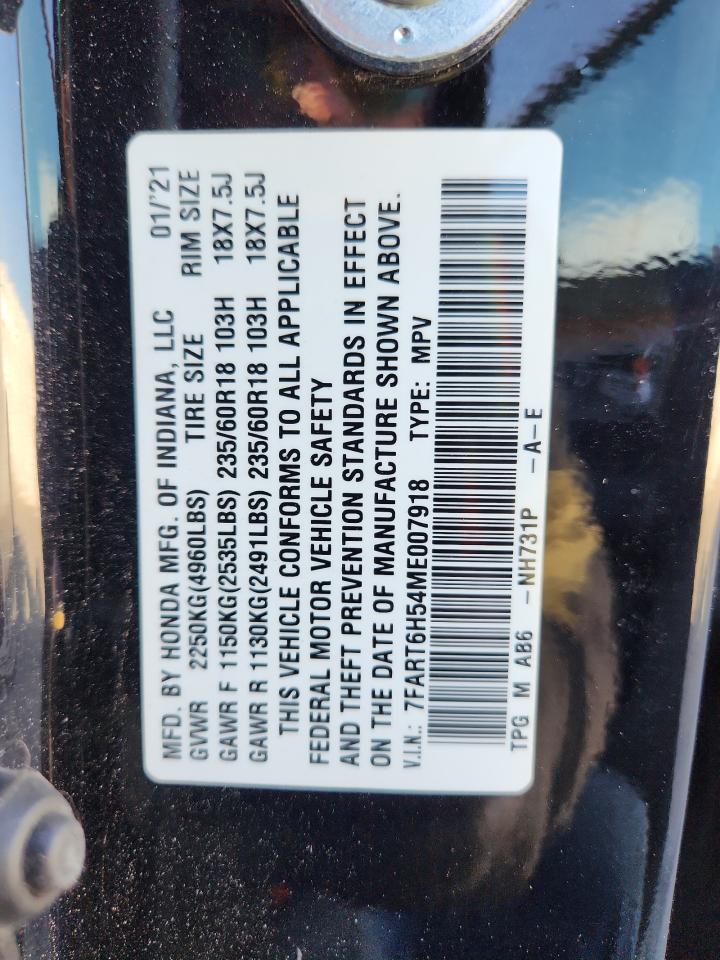 MFD. BY HONDA MFG. OF INDIANA, LLC 01/'21
GVWR 2250KG(4960LBS) TIRE SIZE RIM SIZE
GAWR F 1150KG(2535LBS) 235/60R18 103H 18X7.5J
GAWR R 1130KG(2491LBS) 235/60R18 103H 18X7.5J
THIS VEHICLE CONFORMS TO ALL APPLICABLE
FEDERAL MOTOR VEHICLE SAFETY
AND THEFT PREVENTION STANDARDS IN EFFECT
ON THE DATE OF MANUFACTURE SHOWN ABOVE.
V.I.N.: 7FART6H54ME007918 TYPE: MPV
TPG M AB6 -NH731P -A-E